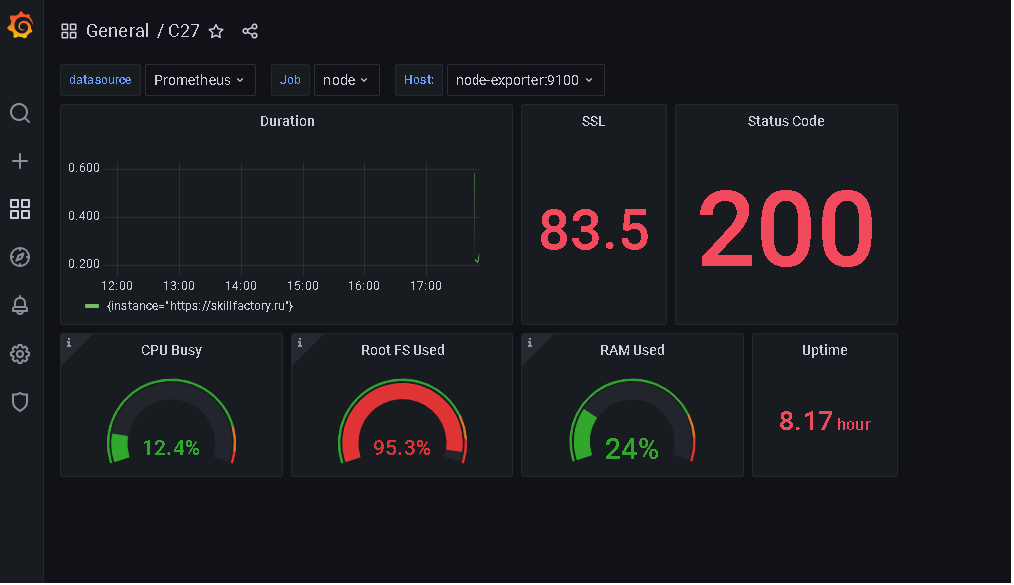 General / C27
datasource Prometheus Job node Host: node-exporter:9100
Duration
0.600
0.400
0.200
12:00 13:00 14:00 15:00 16:00 17:00
{instance="https://skillfactory.ru"}
SSL
83.5
Status Code
200
i
CPU Busy
12.4%
i
Root FS Used
95.3%
i
RAM Used
24%
Uptime
8.17 hour